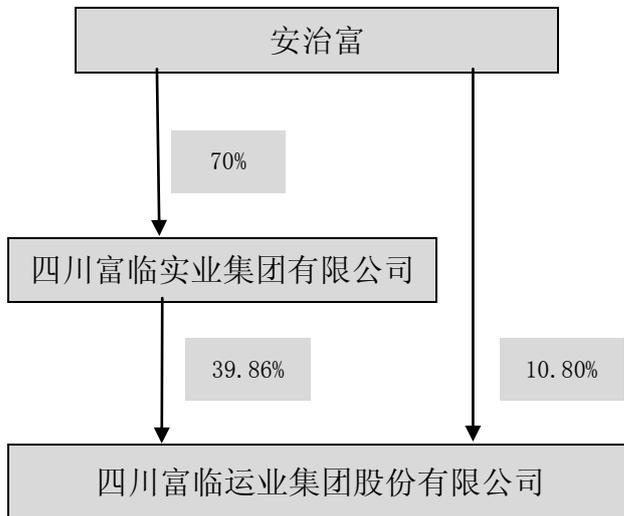 安治富
70%
四川富临实业集团有限公司
39.86%
10.80%
四川富临运业集团股份有限公司